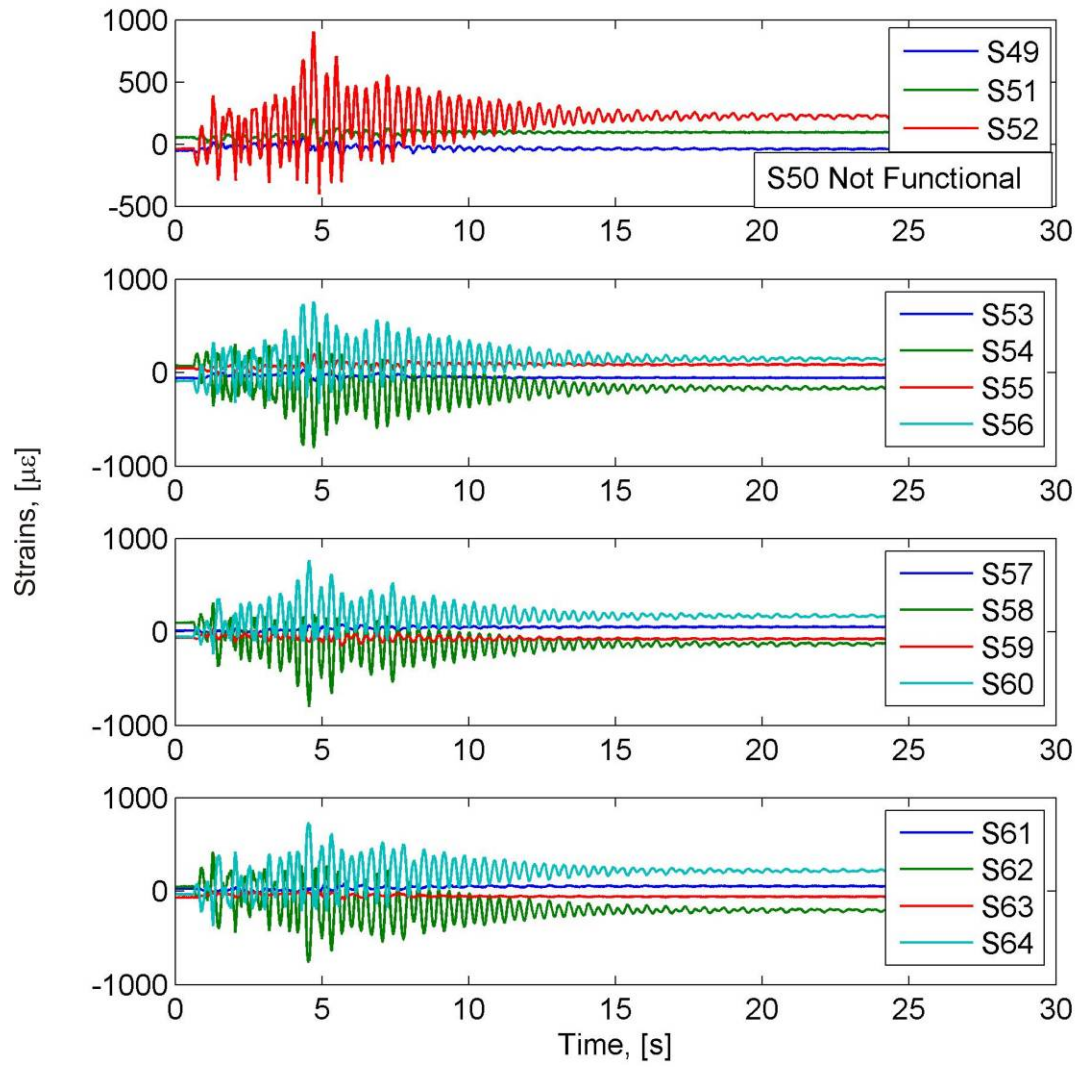 1000
500
0
-500
S49
S51
S52
S50 Not Functional
0 5 10 15 20 25 30
1000
0
-1000
S53
S54
S55
S56
0 5 10 15 20 25 30
Strains, [με]
1000
0
-1000
S57
S58
S59
S60
0 5 10 15 20 25 30
1000
0
-1000
S61
S62
S63
S64
0 5 10 15 20 25 30
Time, [s]